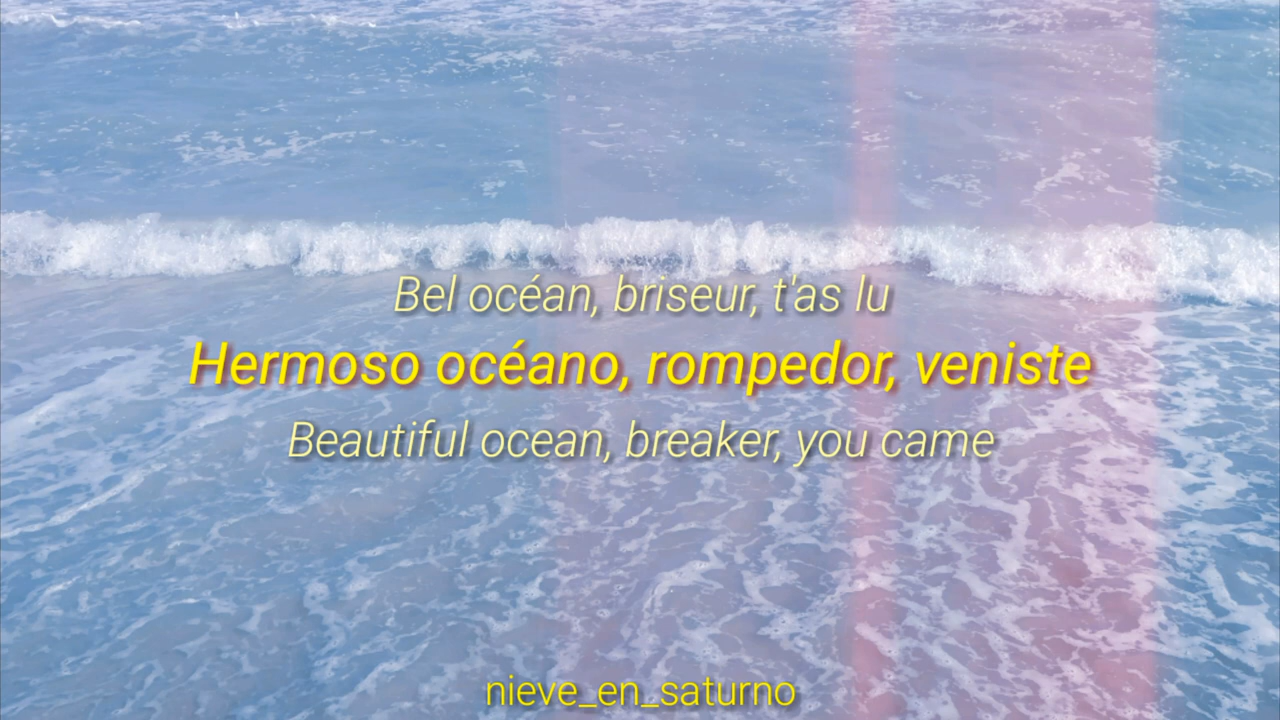 Bel océan, briseur, t'as lu
Hermoso océano, rompedor, veniste
Beautiful ocean, breaker, you came
nieve_en_saturno